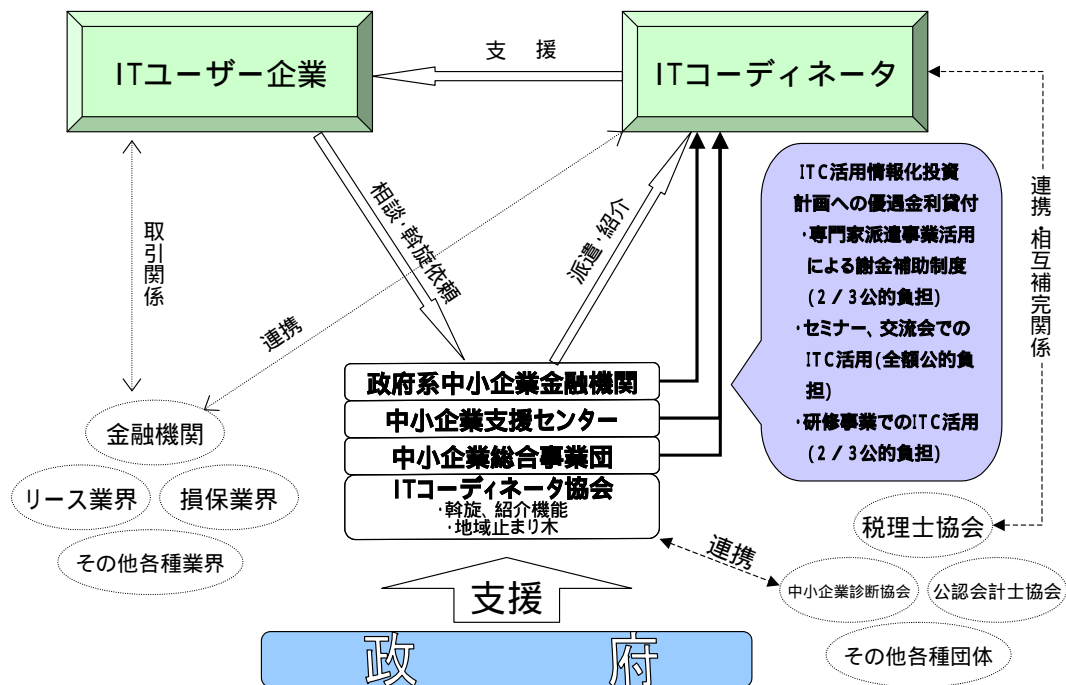 ITユーザー企業
支　援
ITコーディネータ
取引関係
相談・斡旋依頼
派遣・紹介
連携
ITC活用情報化投資
計画への優遇金利貸付
・専門家派遣事業活用
による謝金補助制度
(2／3公的負担)
・セミナー、交流会での
ITC活用(全額公的負
担)
・研修事業でのITC活用
(2／3公的負担)
連携・相互補完関係
政府系中小企業金融機関
中小企業支援センター
中小企業総合事業団
ITコーディネータ協会
・斡旋、紹介機能
・地域止まり木
金融機関
リース業界
損保業界
その他各種業界
連携
税理士協会
中小企業診断協会
公認会計士協会
その他各種団体
支援
政　府